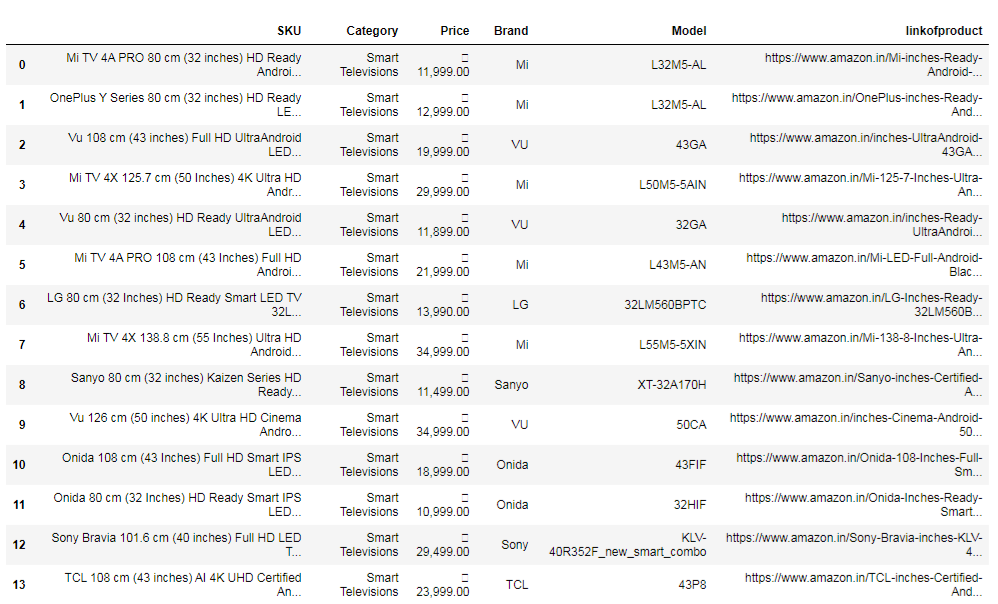 SKU Category Price Brand Model linkofproduct
0 Mi TV 4A PRO 80 cm (32 inches) HD Ready Androi... Smart Televisions 11,999.00 Mi L32M5-AL https://www.amazon.in/Mi-inches-Ready-Android-...
1 OnePlus Y Series 80 cm (32 inches) HD Ready LE... Smart Televisions 12,999.00 Mi L32M5-AL https://www.amazon.in/OnePlus-inches-Ready-And...
2 Vu 108 cm (43 inches) Full HD UltraAndroid LED... Smart Televisions 19,999.00 VU 43GA https://www.amazon.in/inches-UltraAndroid-43GA...
3 Mi TV 4X 125.7 cm (50 Inches) 4K Ultra HD Andr... Smart Televisions 29,999.00 Mi L50M5-5AIN https://www.amazon.in/Mi-125-7-Inches-Ultra-An...
4 Vu 80 cm (32 inches) HD Ready UltraAndroid LED... Smart Televisions 11,899.00 VU 32GA https://www.amazon.in/inches-Ready-UltraAndroi...
5 Mi TV 4A PRO 108 cm (43 Inches) Full HD Androi... Smart Televisions 21,999.00 Mi L43M5-AN https://www.amazon.in/Mi-LED-Full-Android-Blac...
6 LG 80 cm (32 Inches) HD Ready Smart LED TV 32L... Smart Televisions 13,990.00 LG 32LM560BPTC https://www.amazon.in/LG-Inches-Ready-32LM560B...
7 Mi TV 4X 138.8 cm (55 Inches) Ultra HD Android... Smart Televisions 34,999.00 Mi L55M5-5XIN https://www.amazon.in/Mi-138-8-Inches-Ultra-An...
8 Sanyo 80 cm (32 inches) Kaizen Series HD Ready... Smart Televisions 11,499.00 Sanyo XT-32A170H https://www.amazon.in/Sanyo-inches-Certified-A...
9 Vu 126 cm (50 inches) 4K Ultra HD Cinema Andro... Smart Televisions 34,999.00 VU 50CA https://www.amazon.in/inches-Cinema-Android-50...
10 Onida 108 cm (43 Inches) Full HD Smart IPS LED... Smart Televisions 18,999.00 Onida 43FIF https://www.amazon.in/Onida-108-Inches-Full-Sm...
11 Onida 80 cm (32 Inches) HD Ready Smart IPS LED... Smart Televisions 10,999.00 Onida 32HIF https://www.amazon.in/Onida-Inches-Ready-Smart...
12 Sony Bravia 101.6 cm (40 inches) Full HD LED T... Smart Televisions 29,499.00 Sony KLV-40R352F_new_smart_combo https://www.amazon.in/Sony-Bravia-inches-KLV-4...
13 TCL 108 cm (43 inches) AI 4K UHD Certified An... Smart Televisions 23,999.00 TCL 43P8 https://www.amazon.in/TCL-inches-Certified-And...